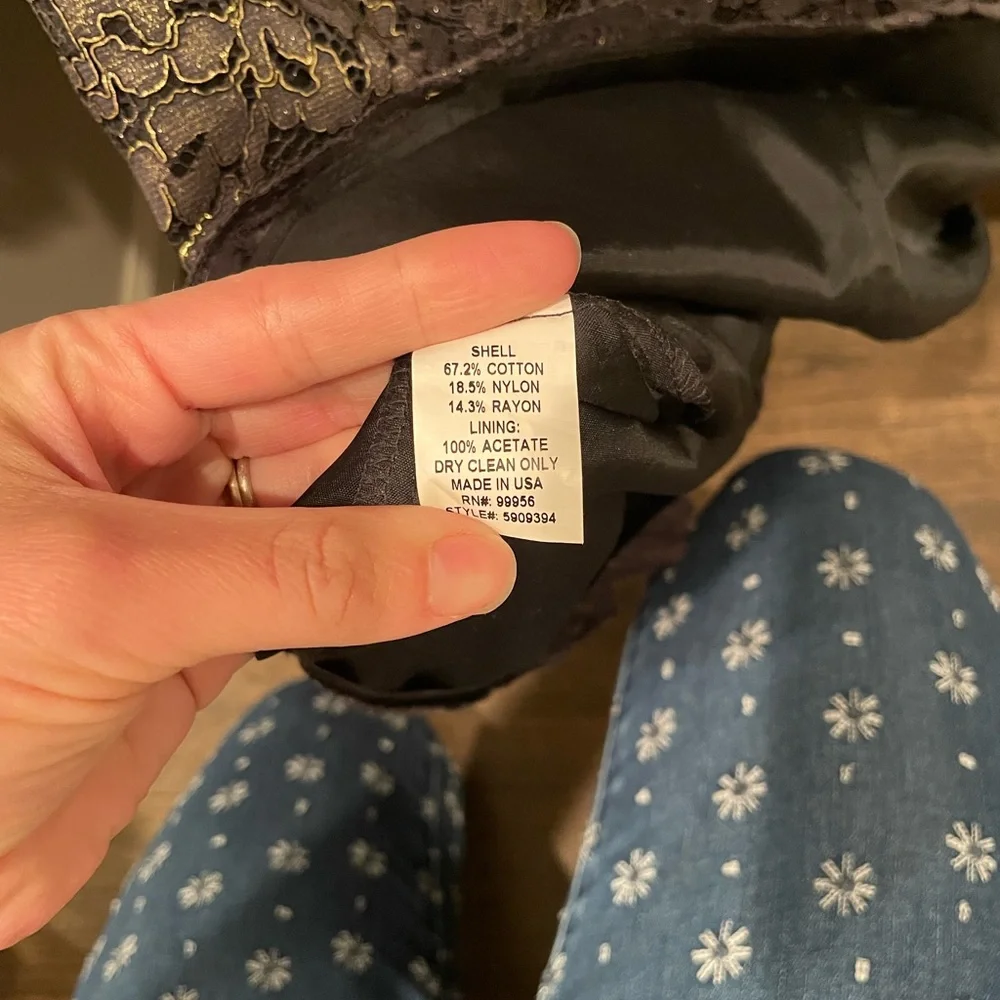 SHELL
67.2% COTTON
18.5% NYLON
14.3% RAYON
LINING:
100% ACETATE
DRY CLEAN ONLY
MADE IN USA
RN#: 99956
STYLE#: 5909394